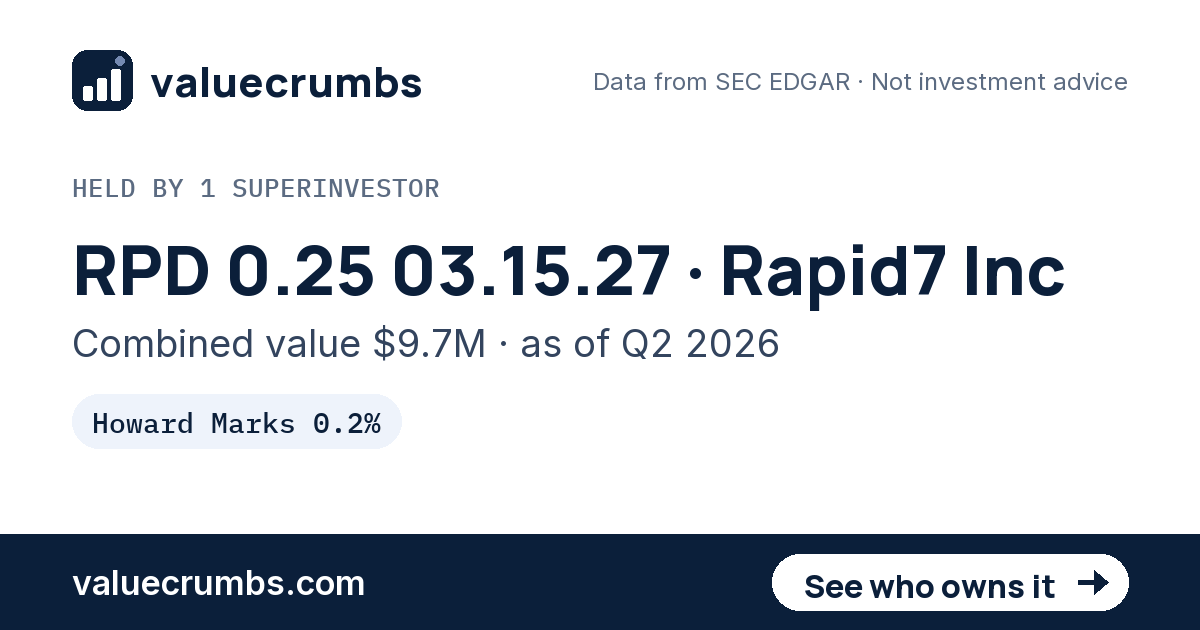 valuecrumbs
Data from SEC EDGAR · Not investment advice
HELD BY 1 SUPERINVESTOR
RPD 0.25 03.15.27 · Rapid7 Inc
Combined value $9.7M · as of Q2 2026
Howard Marks 0.2%
valuecrumbs.com
See who owns it →